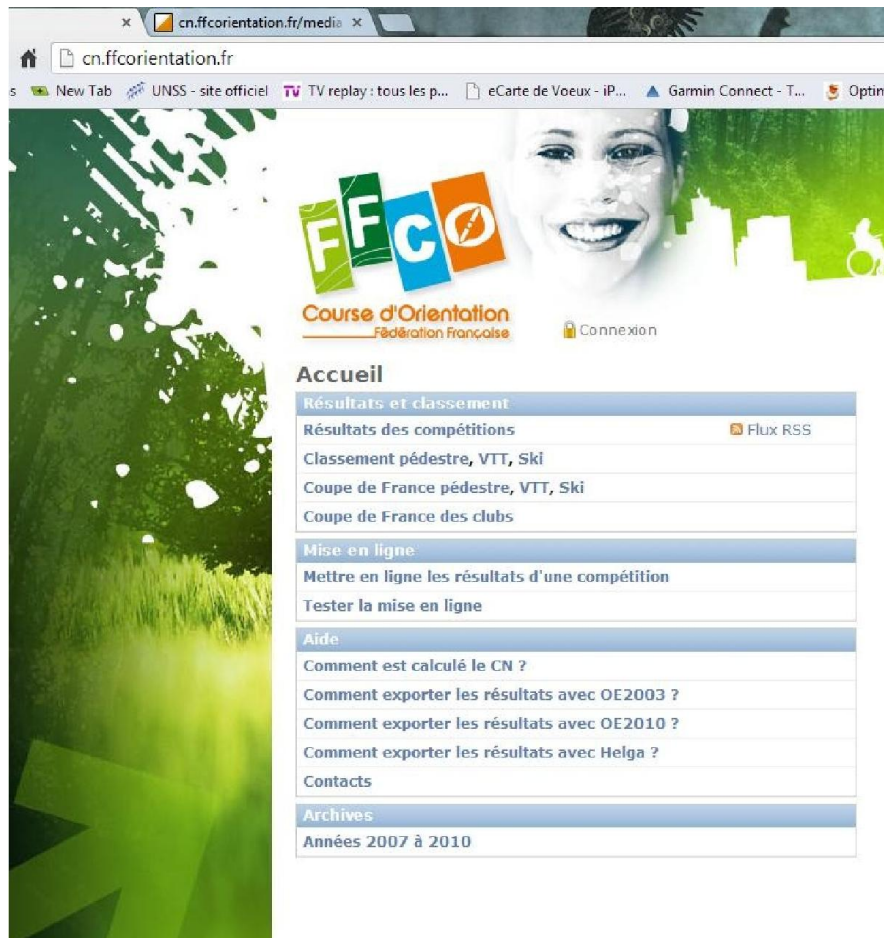 cn.ffcorientation.fr/media
cn.ffcorientation.fr
s New Tab UNSS - site officiel TV TV replay : tous les p... eCarte de Voeux - iP... Garmin Connect - T... Optim
FFCO
Course d'Orientation
Fédération Française
Connexion
Accueil
Résultats et classement
Résultats des compétitions Flux RSS
Classement pédestre, VTT, Ski
Coupe de France pédestre, VTT, Ski
Coupe de France des clubs
Mise en ligne
Mettre en ligne les résultats d'une compétition
Tester la mise en ligne
Aide
Comment est calculé le CN ?
Comment exporter les résultats avec OE2003 ?
Comment exporter les résultats avec OE2010 ?
Comment exporter les résultats avec Helga ?
Contacts
Archives
Années 2007 à 2010